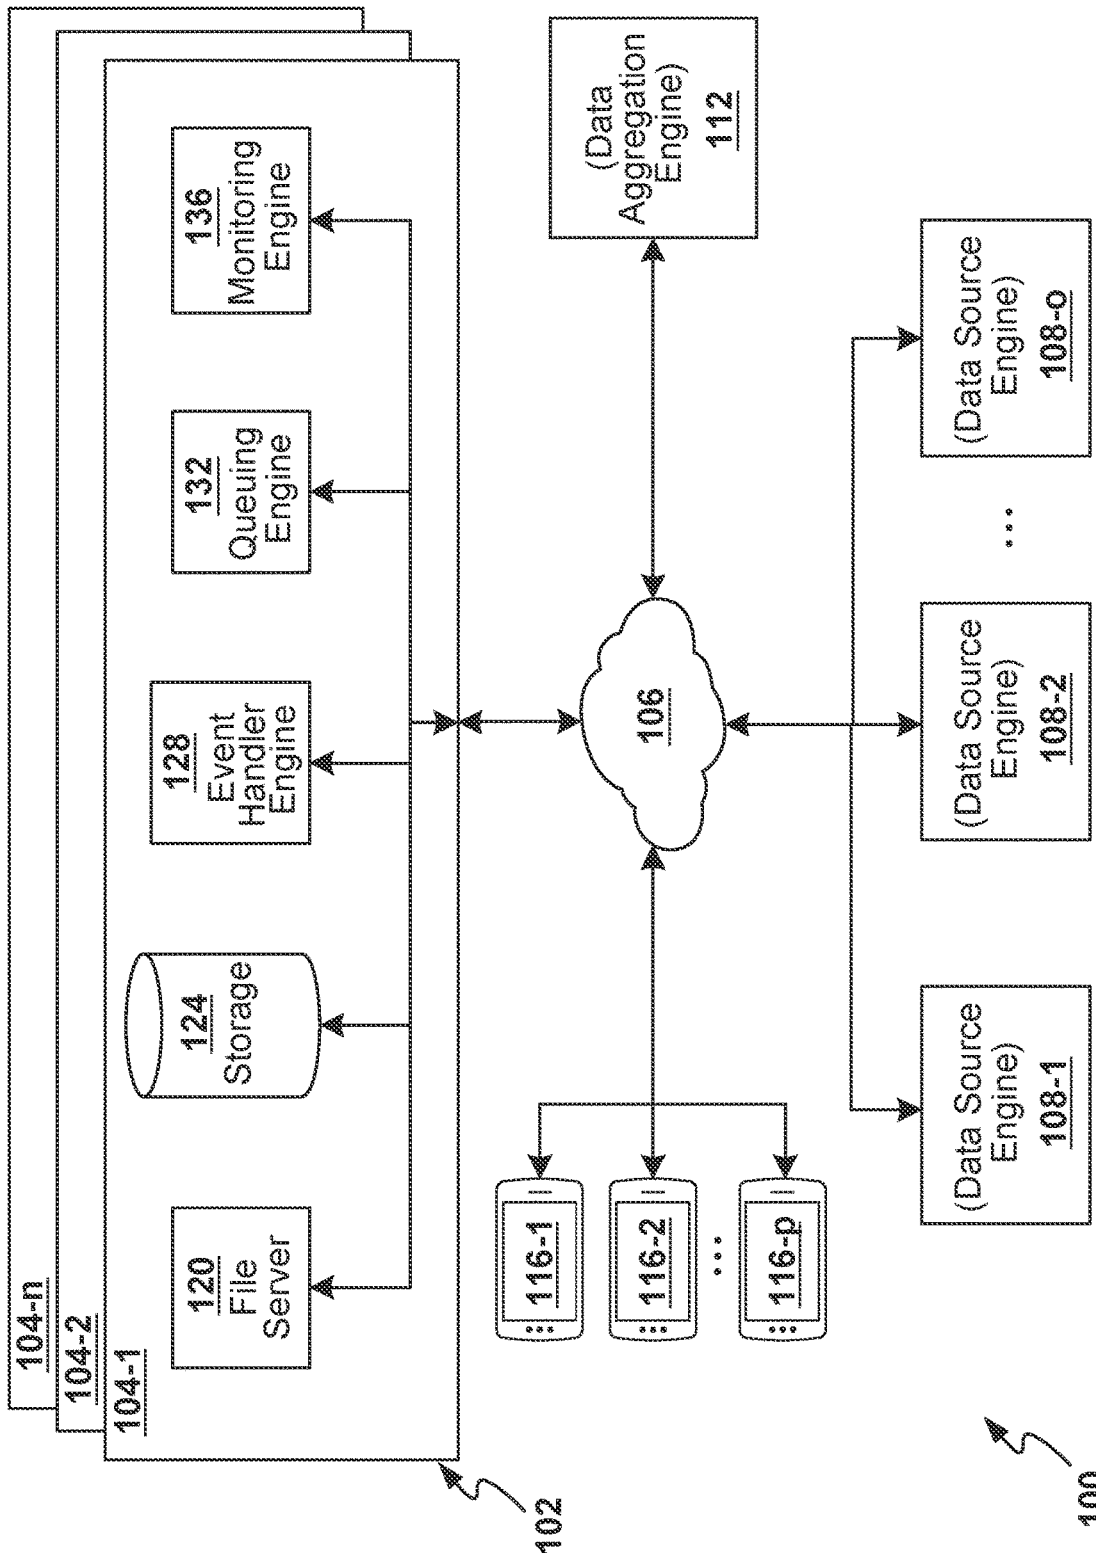 104-n
104-2
104-1
120
File
Server
124
Storage
128
Event
Handler
Engine
132
Queuing
Engine
136
Monitoring
Engine
102
116-1
116-2
...
116-p
106
(Data
Aggregation
Engine)
112
(Data Source
Engine)
108-1
(Data Source
Engine)
108-2
...
(Data Source
Engine)
108-o
100